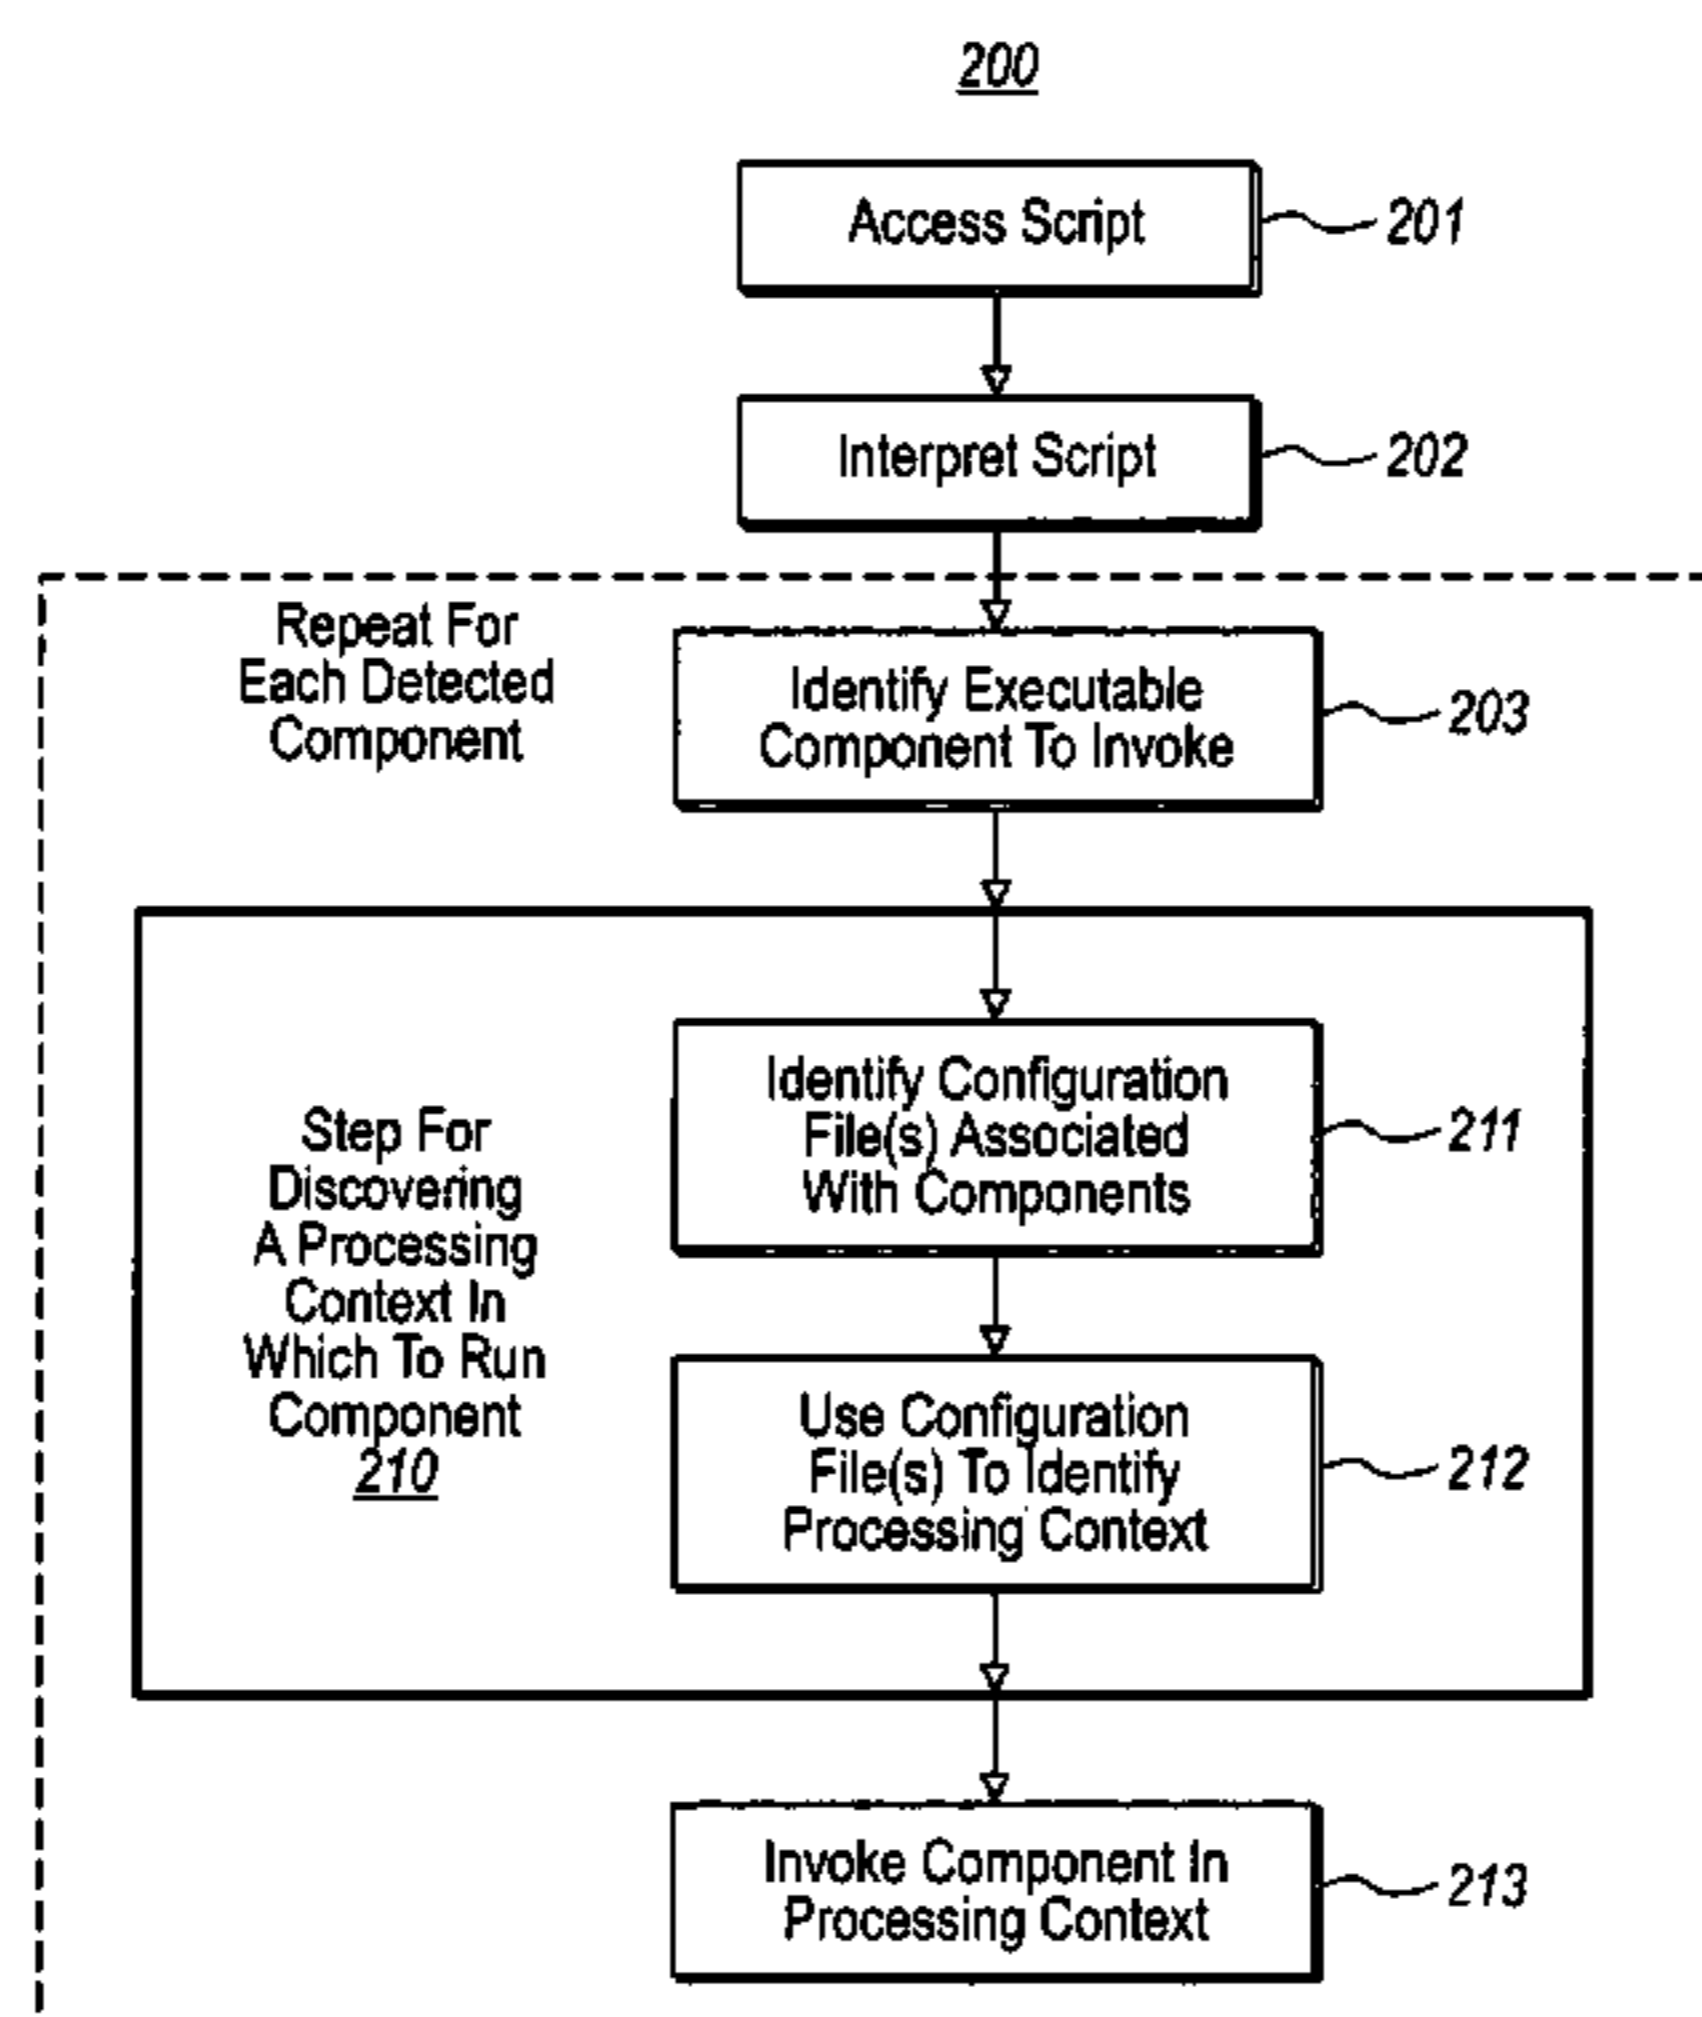 200
Access Script
201
Interpret Script
202
Repeat For
Each Detected
Component
Identify Executable
Component To Invoke
203
Step For
Discovering
A Processing
Context In
Which To Run
Component
210
Identify Configuration
File(s) Associated
With Components
211
Use Configuration
File(s) To Identify
Processing Context
212
Invoke Component In
Processing Context
213